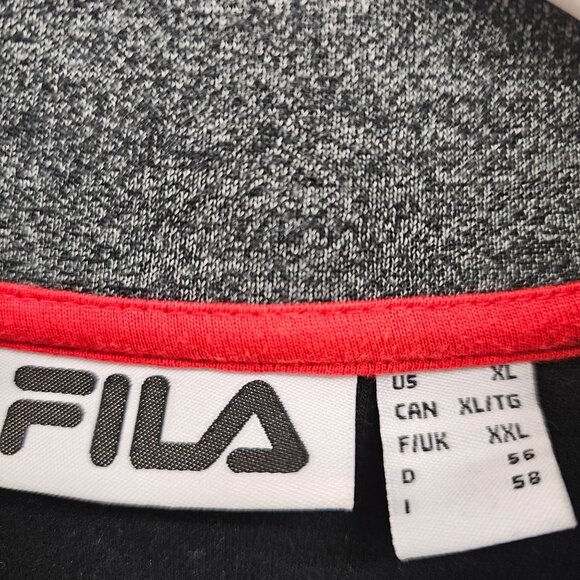 FILA
US XL
CAN XL/TG
F/UK XXL
D 56
I 58